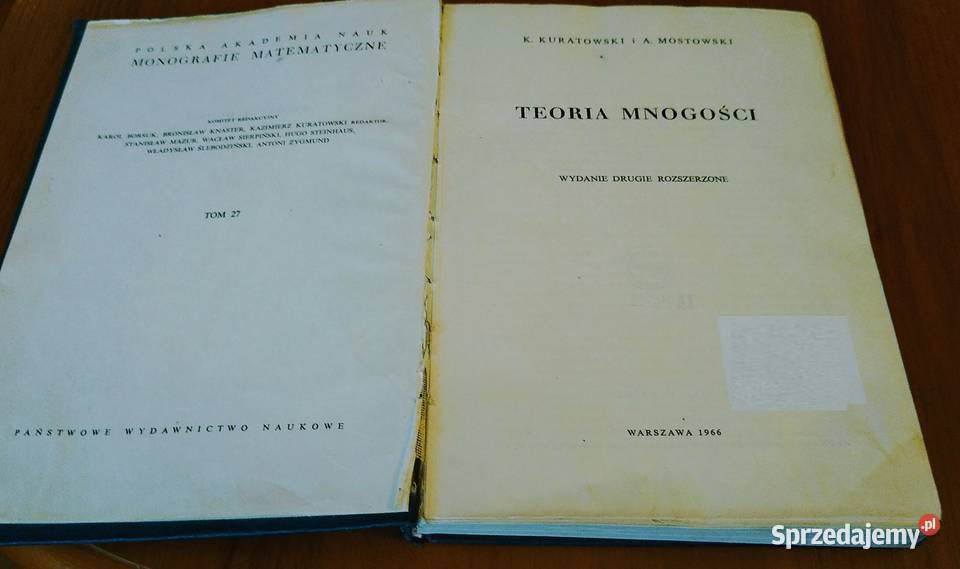 POLSKA AKADEMIA NAUK
MONOGRAFIE MATEMATYCZNE
KOMITET REDAKCYJNY
KAROL BORSUK, BRONISŁAW KNASTER, KAZIMIERZ KURATOWSKI REDAKTOR,
STANISŁAW MAZUR, WACŁAW SIERPIŃSKI, HUGO STEINHAUS,
WŁADYSŁAW ŚLEBODZIŃSKI, ANTONI ZYGMUND
TOM 27
PAŃSTWOWE WYDAWNICTWO NAUKOWE
K. KURATOWSKI i A. MOSTOWSKI
TEORIA MNOGOŚCI
WYDANIE DRUGIE ROZSZERZONE
WARSZAWA 1966
Sprzedajemy.pl